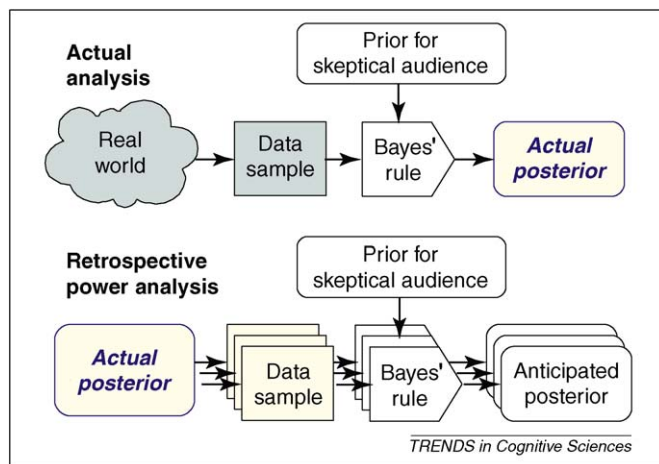 Actual
analysis
Prior for
skeptical audience
Real
world
Data
sample
Bayes'
rule
Actual
posterior
Retrospective
power analysis
Prior for
skeptical audience
Actual
posterior
Data
sample
Bayes'
rule
Anticipated
posterior
TRENDS in Cognitive Sciences